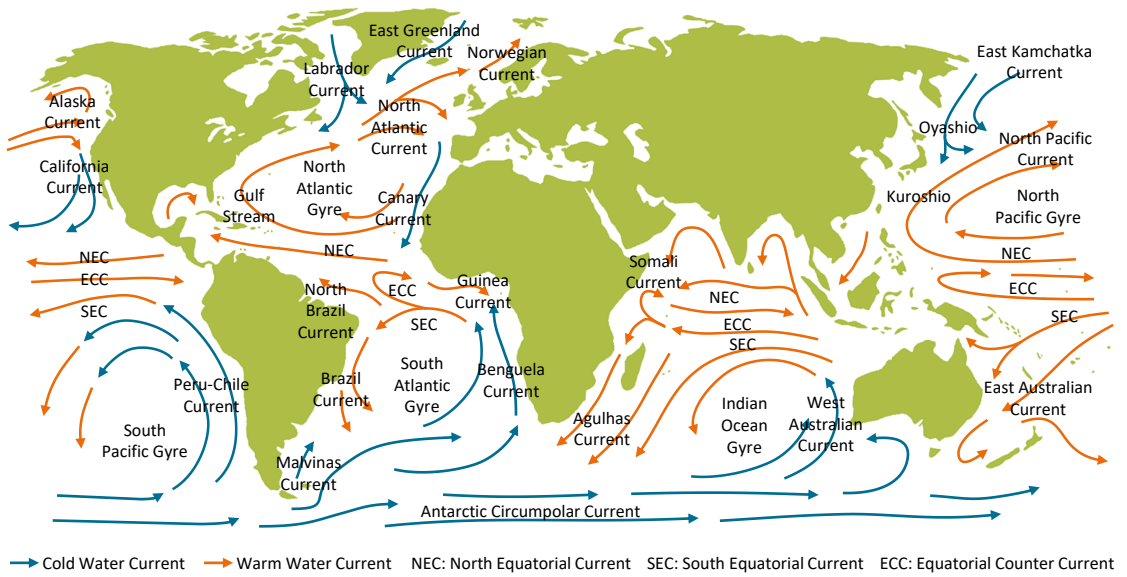 East Greenland
Current
Norwegian
Current
Labrador
Current
East Kamchatka
Current
Alaska
Current
North
Atlantic
Current
Oyashio
North Pacific
Current
California
Current
North
Atlantic
Gyre
Gulf
Stream
Canary
Current
Kuroshio
North
Pacific Gyre
NEC
NEC
NEC
ECC
Somali
Current
Guinea
Current
ECC
North
Brazil
Current
NEC
ECC
SEC
SEC
ECC
SEC
SEC
Peru-Chile
Current
Brazil
Current
South
Atlantic
Gyre
Benguela
Current
Agulhas
Current
Indian
Ocean
Gyre
West
Australian
Current
East Australian
Current
South
Pacific Gyre
Malvinas
Current
Antarctic Circumpolar Current
Cold Water Current
Warm Water Current
NEC: North Equatorial Current
SEC: South Equatorial Current
ECC: Equatorial Counter Current